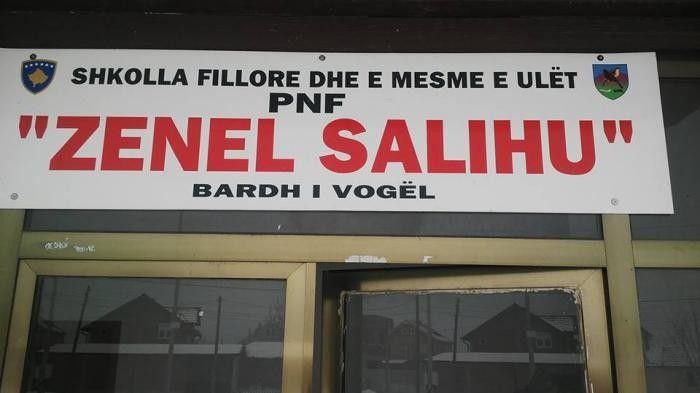 SHKOLLA FILLORE DHE E MESME E ULËT
PNF
"ZENEL SALIHU"
BARDH I VOGËL